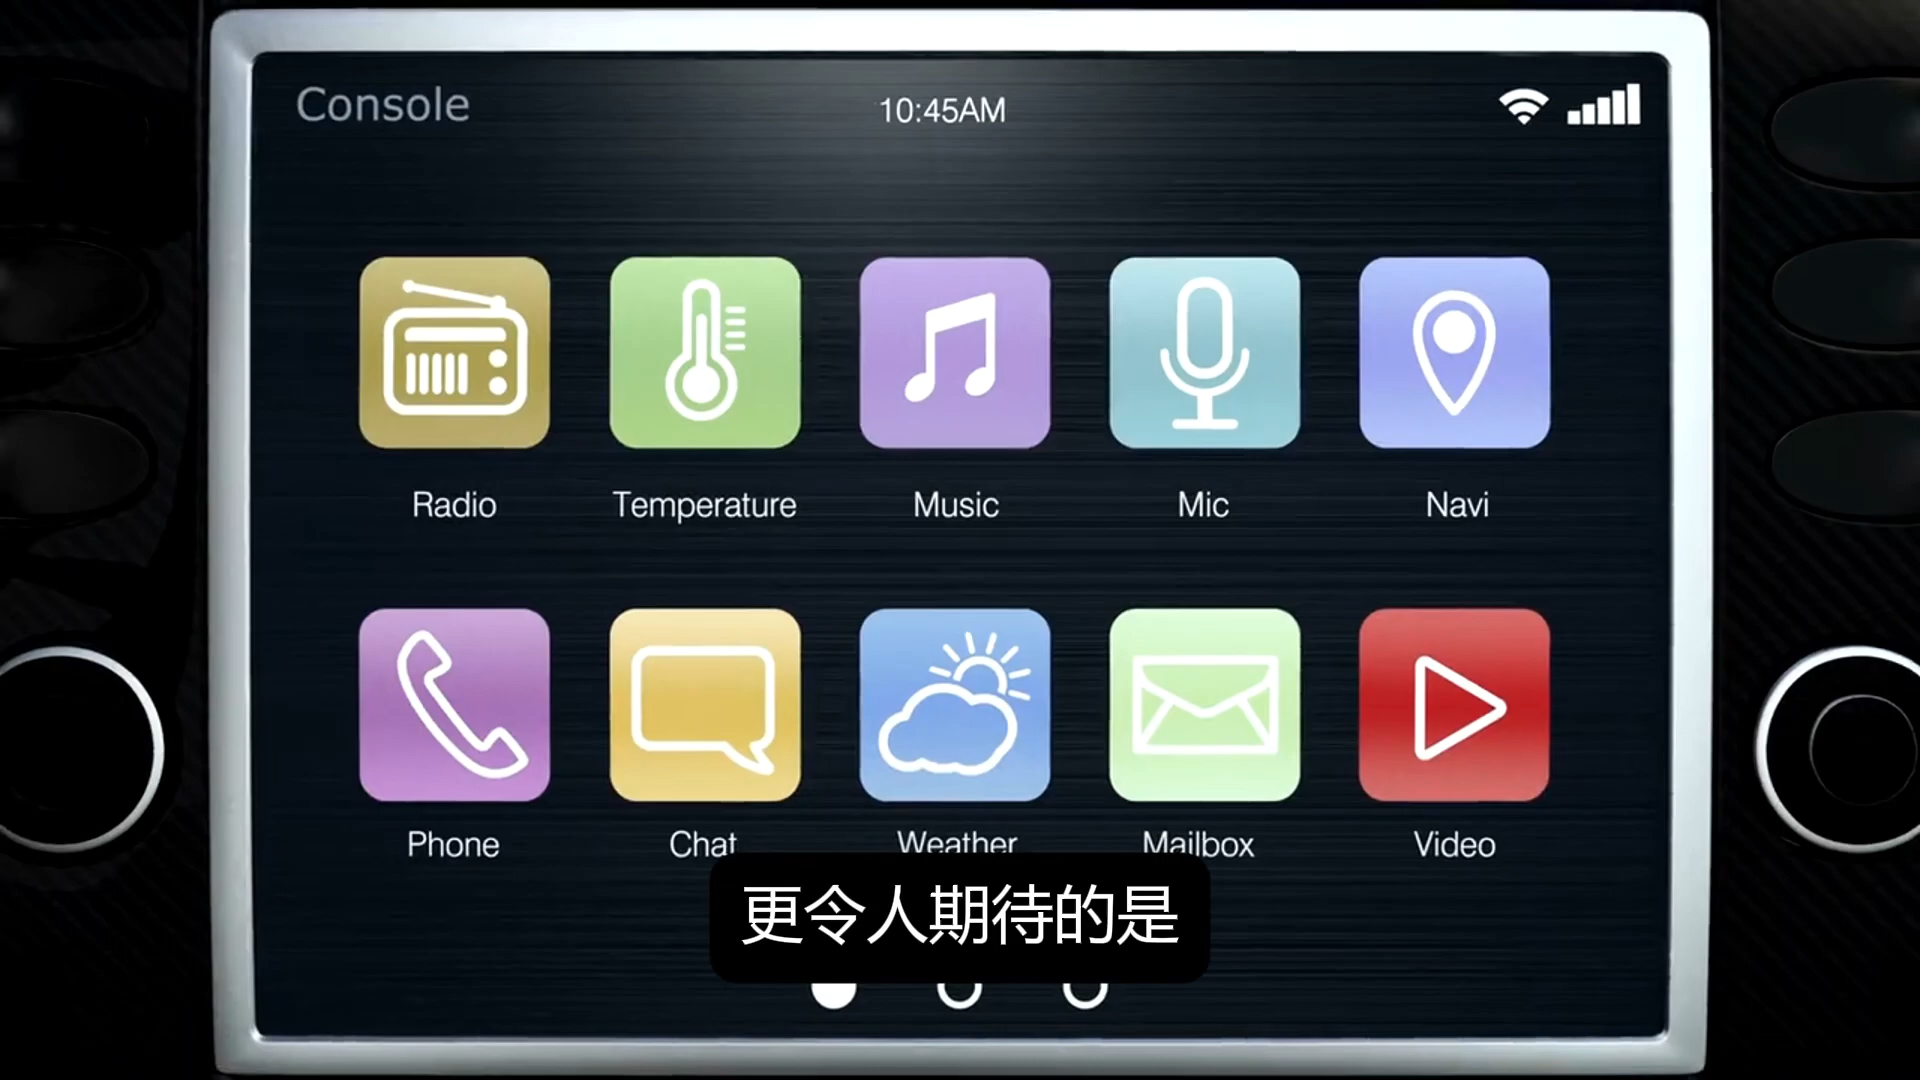 Console
10:45AM
Radio Temperature Music Mic Navi
Phone Chat Weather Mailbox Video
更令人期待的是